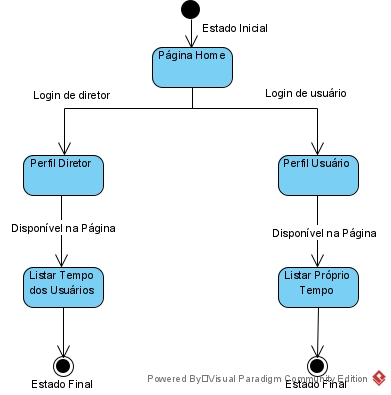 Estado Inicial
Página Home
Login de diretor
Login de usuário
Perfil Diretor
Perfil Usuário
Disponível na Página
Disponível na Página
Listar Tempo
dos Usuários
Listar Próprio
Tempo
Estado Final
Estado Final
Powered By Visual Paradigm Community Edition